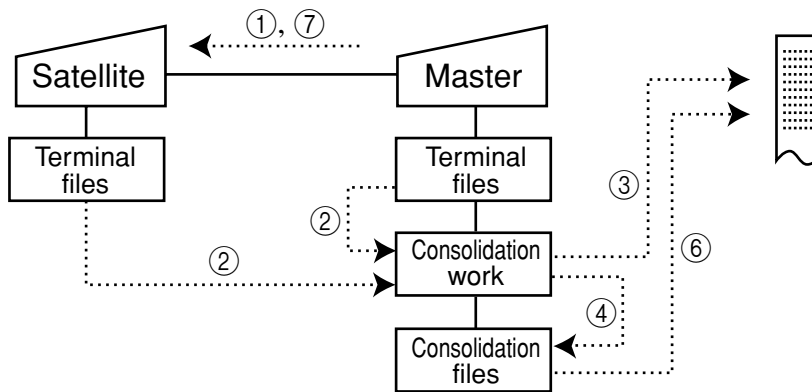 ①, ⑦
Satellite
Master
Terminal
files
Terminal
files
③
②
⑥
②
Consolidation
work
④
Consolidation
files